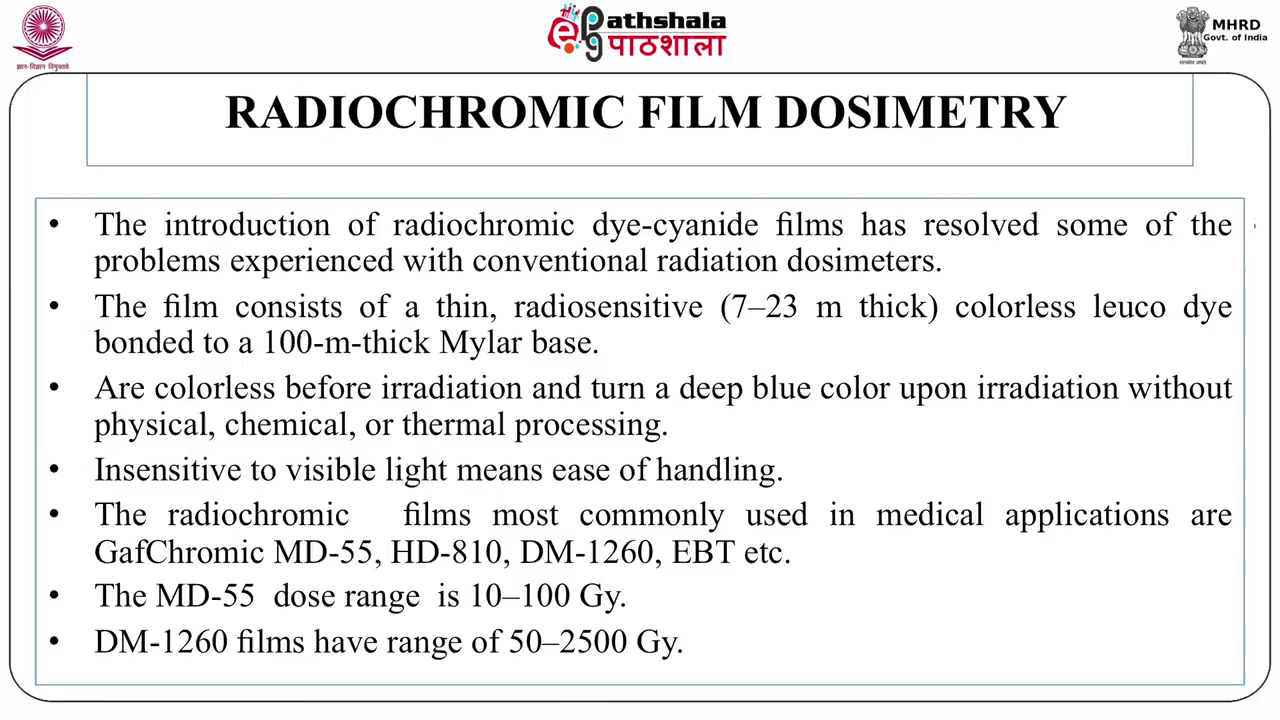 ज्ञान-विज्ञान विमुक्तये
ePathshala
पाठशाला
MHRD
Govt. of India
सत्यमेव जयते
RADIOCHROMIC FILM DOSIMETRY
• The introduction of radiochromic dye-cyanide films has resolved some of the
problems experienced with conventional radiation dosimeters.
• The film consists of a thin, radiosensitive (7–23 m thick) colorless leuco dye
bonded to a 100-m-thick Mylar base.
• Are colorless before irradiation and turn a deep blue color upon irradiation without
physical, chemical, or thermal processing.
• Insensitive to visible light means ease of handling.
• The radiochromic films most commonly used in medical applications are
GafChromic MD-55, HD-810, DM-1260, EBT etc.
• The MD-55 dose range is 10–100 Gy.
• DM-1260 films have range of 50–2500 Gy.